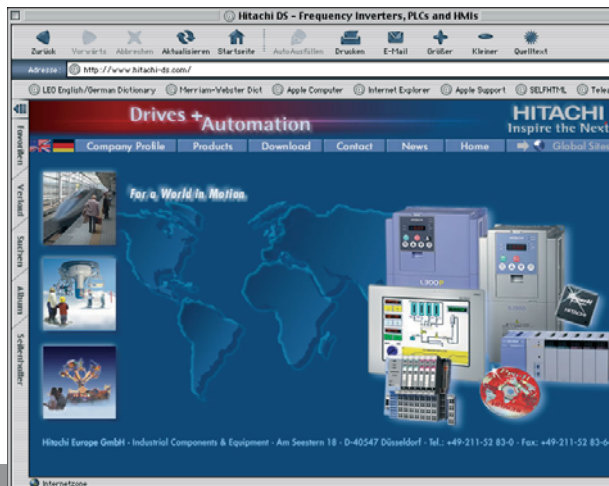 Hitachi DS – Frequency Inverters, PLCs and HMIs
Zurück Vorwärts Abbrechen Aktualisieren Startseite AutoAusfüllen Drucken E-Mail Größer Kleiner Quelltext
Adresse: http://www.hitachi-ds.com/
LEO English/German Dictionary Merriam-Webster Dict Apple Computer Internet Explorer Apple Support SELFHTML
Favoriten
Verlauf
Suchen
Album
Seitenhalter
Drives + Automation
HITACHI
Inspire the Next
Company Profile Products Download Contact News Home Global Sites
For a World in Motion
L300P
HITACHI
Hitachi Europe GmbH - Industrial Components & Equipment - Am Seestern 18 - D-40547 Düsseldorf - Tel.: +49-211-52 83-0 - Fax: +49-211-52 83-6
Internetzone